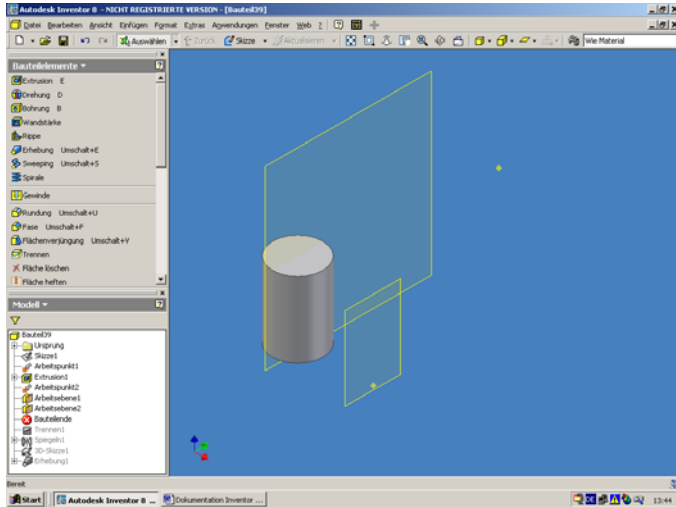 Autodesk Inventor 8 - NICHT REGISTRIERTE VERSION - [Bauteil39]
Datei Bearbeiten Ansicht Einfügen Format Extras Anwendungen Fenster Web ?
Auswählen Zurück Skizze Aktualisieren Wie Material
Bauteilelemente
Extrusion E
Drehung D
Bohrung B
Wandstärke
Rippe
Erhebung Umschalt+E
Sweeping Umschalt+S
Spirale
Gewinde
Rundung Umschalt+U
Fase Umschalt+F
Flächenverjüngung Umschalt+V
Trennen
Fläche löschen
Fläche heften
Modell
Bauteil39
Ursprung
Skizze1
Arbeitspunkt1
Extrusion1
Arbeitspunkt2
Arbeitsebene1
Arbeitsebene2
Bauteilende
Trennen1
Spiegeln1
3D-Skizze1
Erhebung1
Bereit
Start Autodesk Inventor 8 ... Dokumentation Inventor ... 13:44